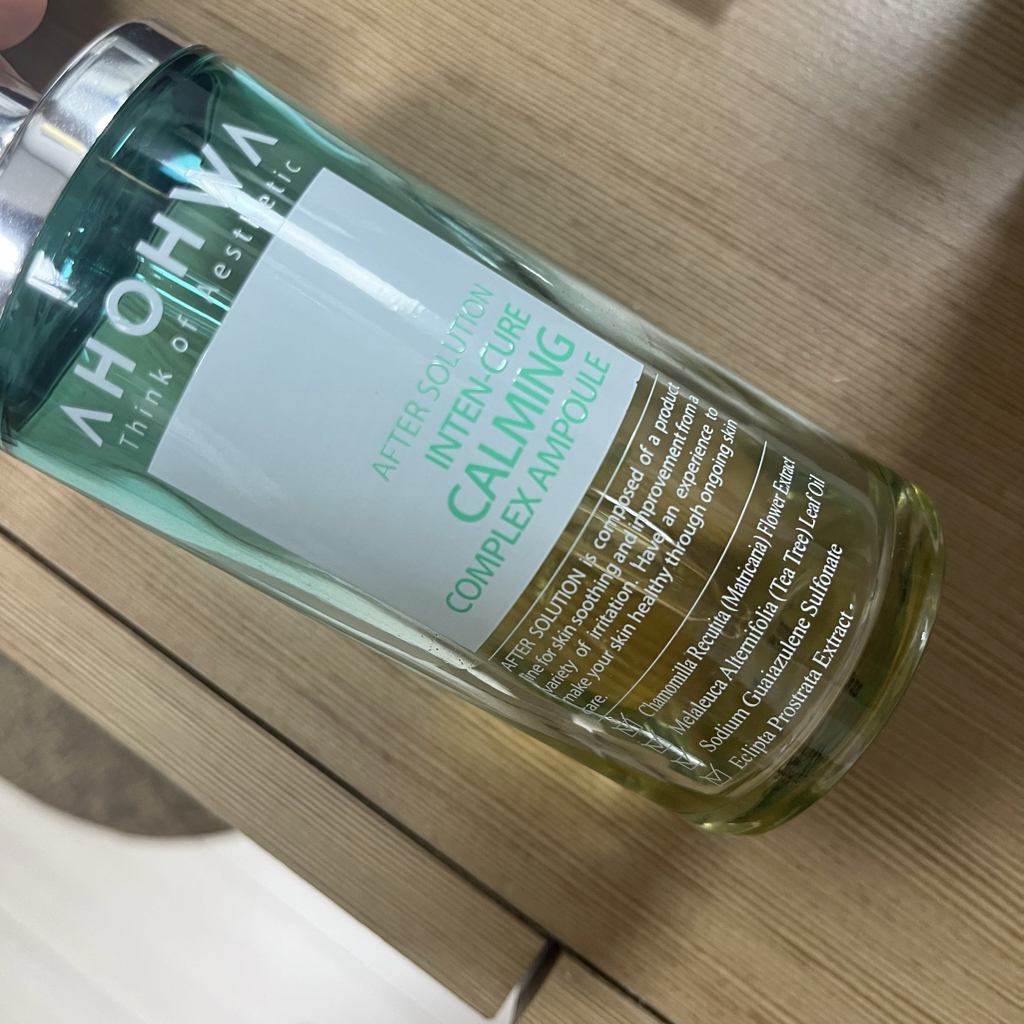 ΛHOHWΛ
Think of Aesthetic
AFTER SOLUTION
INTEN-CURE
CALMING
COMPLEX AMPOULE
AFTER SOLUTION is composed of a product
line for skin soothing and improvement from a
variety of irritation. Have an experience to
make your skin healthy through ongoing skin
care.
Chamomilla Recutita (Matricaria) Flower Extract
Melaleuca Alternifolia (Tea Tree) Leaf Oil
Sodium Guaiazulene Sulfonate
Eclipta Prostrata Extract